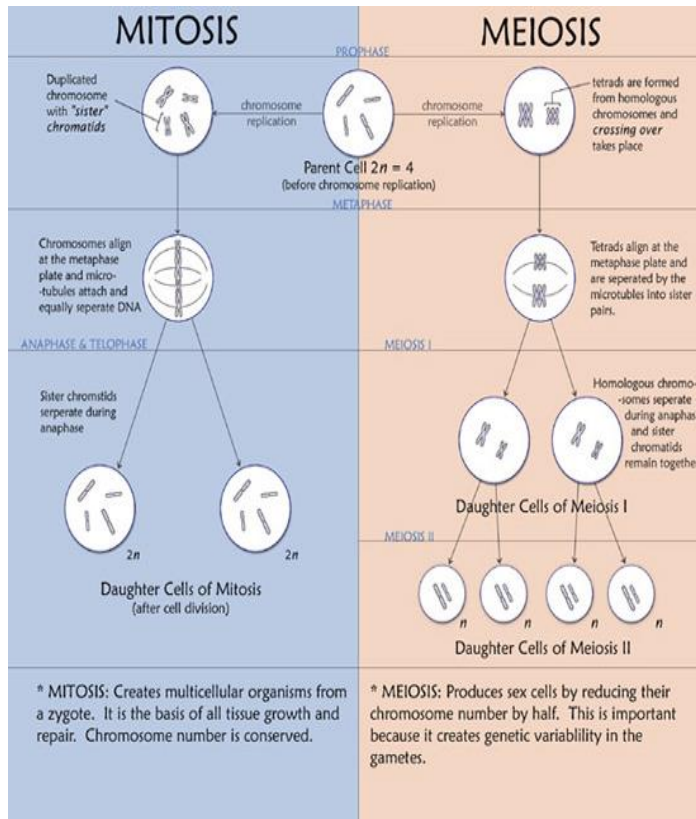 MITOSIS
MEIOSIS
PROPHASE
Duplicated
chromosome
with "sister"
chromatids
chromosome
replication
chromosome
replication
tetrads are formed
from homologous
chromosomes and
crossing over
takes place
Parent Cell 2n = 4
(before chromosome replication)
METAPHASE
Chromosomes align
at the metaphase
plate and micro-
-tubules attach and
equally seperate DNA
Tetrads align at the
metaphase plate and
are seperated by the
microtubles into sister
pairs.
ANAPHASE & TELOPHASE
MEIOSIS I
Sister chromstids
serperate during
anaphase
Homologous chromo-
-somes seperate
during anaphas
and sister
chromatids
remain togethe
Daughter Cells of Meiosis I
2n
2n
MEIOSIS II
Daughter Cells of Mitosis
(after cell division)
n
n
n
n
Daughter Cells of Meiosis II
* MITOSIS: Creates multicellular organisms from
a zygote. It is the basis of all tissue growth and
repair. Chromosome number is conserved.
* MEIOSIS: Produces sex cells by reducing their
chromosome number by half. This is important
because it creates genetic variablility in the
gametes.